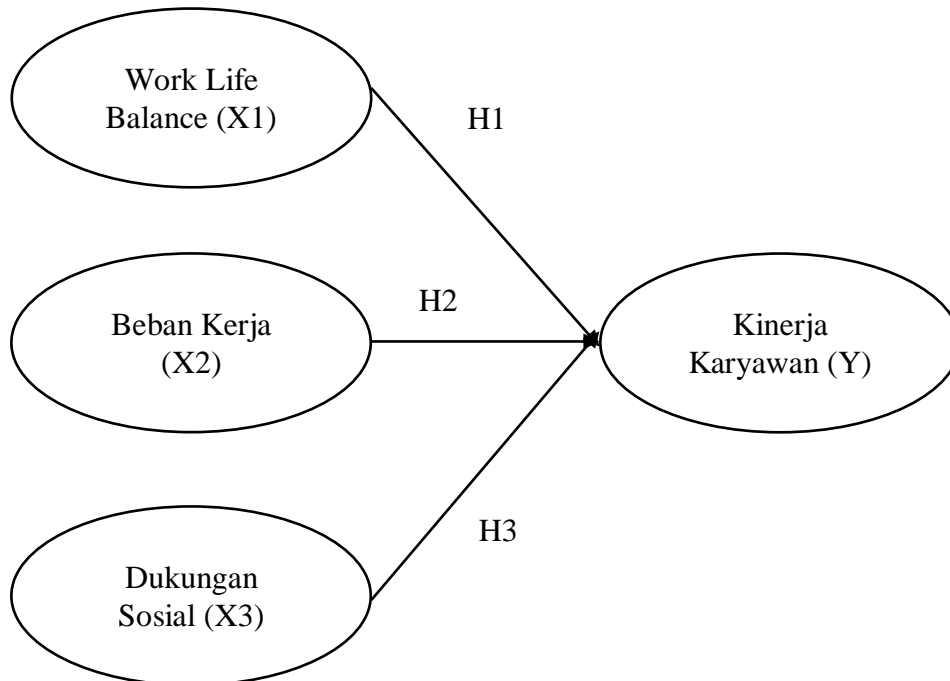 Work Life
Balance (X1)
H1
Beban Kerja
(X2)
H2
Kinerja
Karyawan (Y)
H3
Dukungan
Sosial (X3)